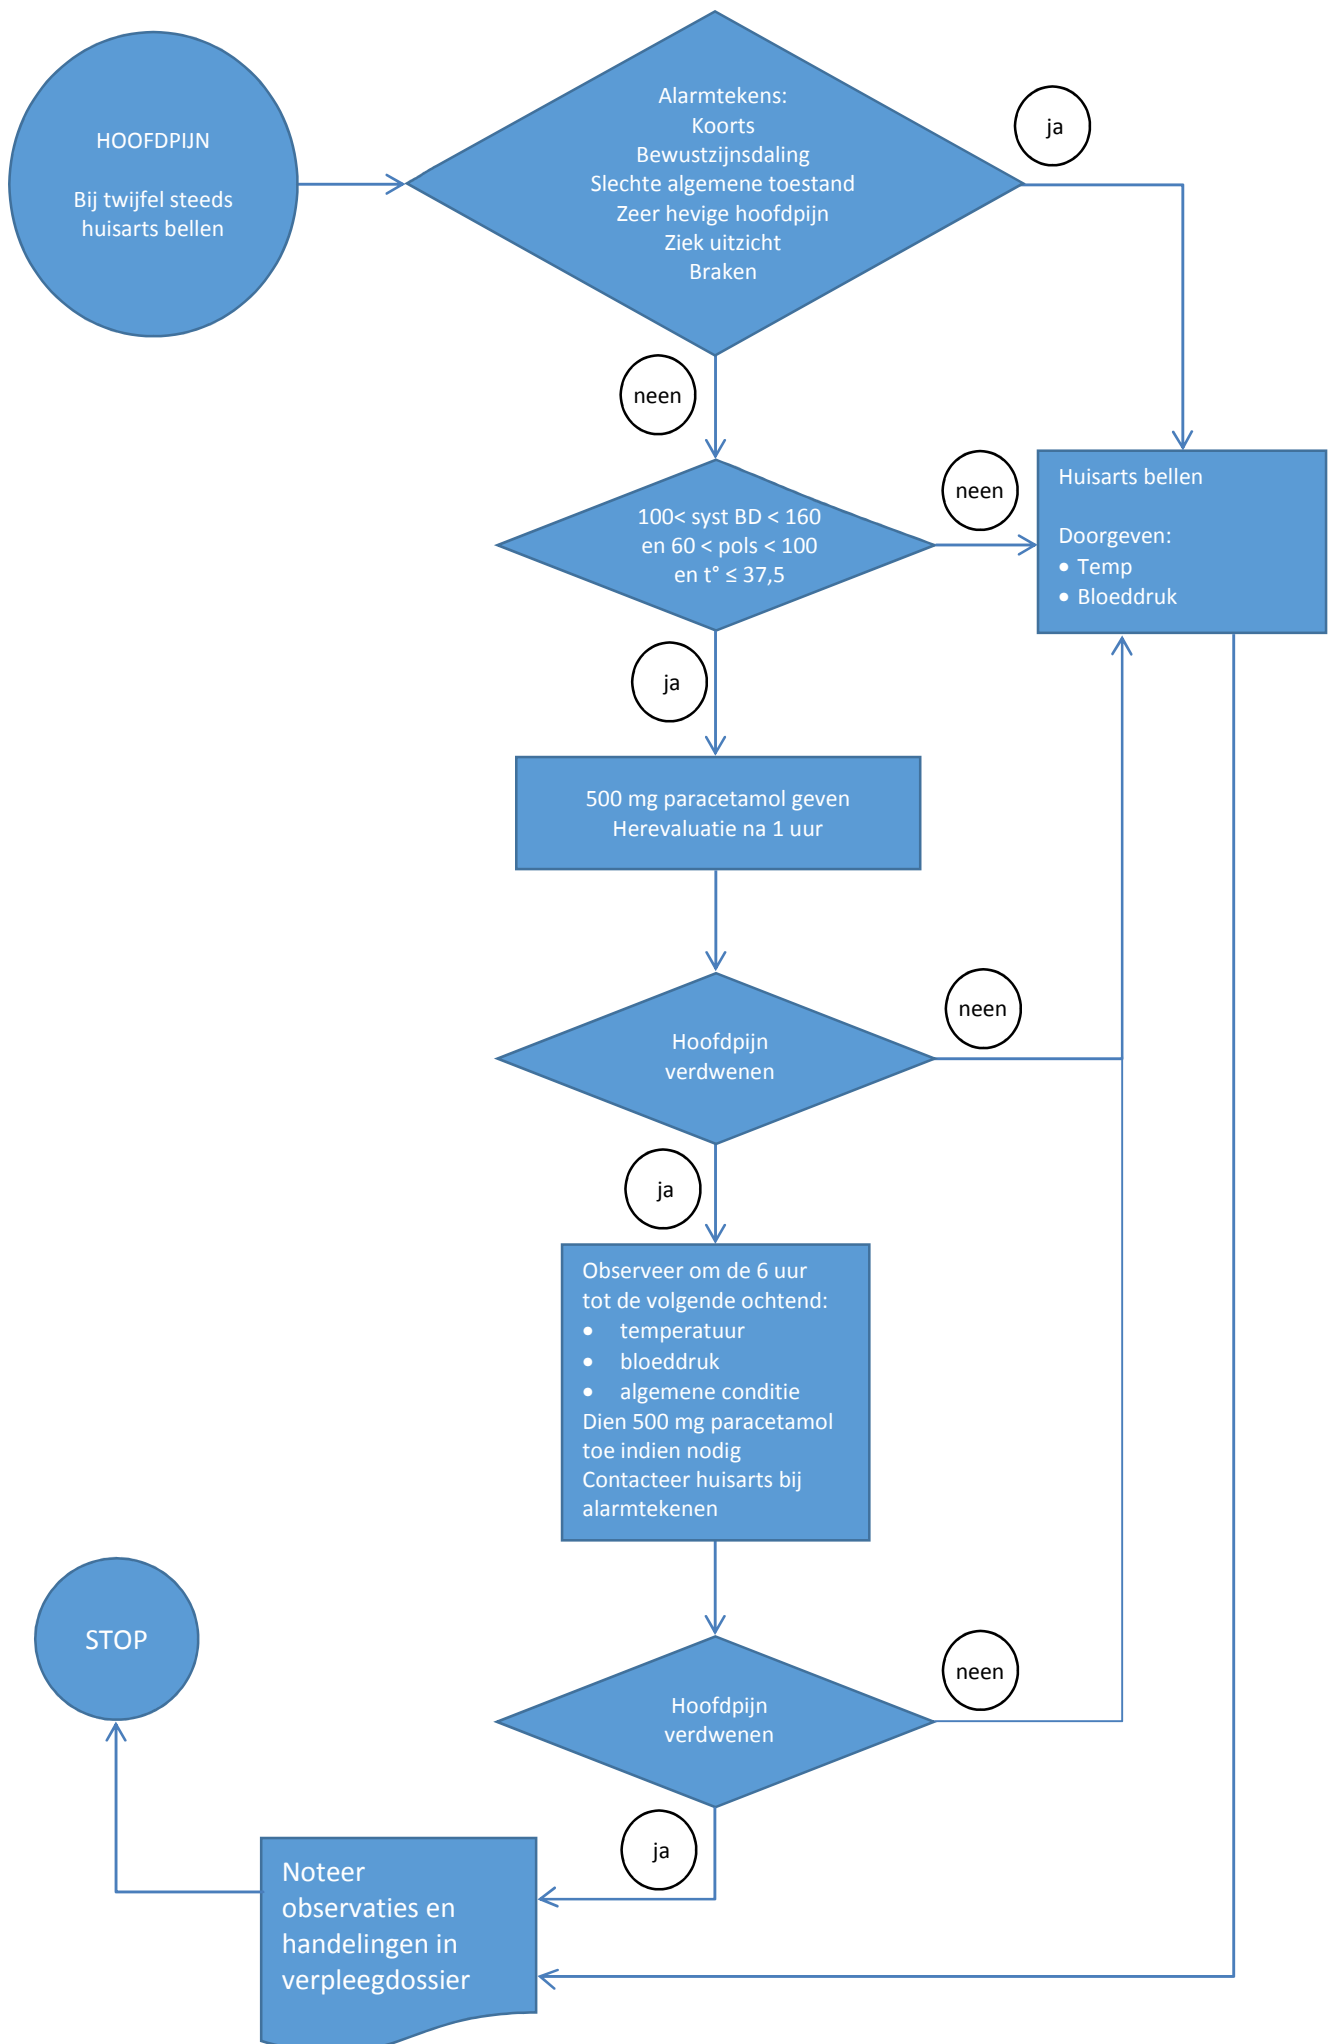 HOOFDPIJN
Bij twijfel steeds
huisarts bellen
Alarmtekens:
Koorts
Bewustzijnsdaling
Slechte algemene toestand
Zeer hevige hoofdpijn
Ziek uitzicht
Braken
ja
neen
100< syst BD < 160
en 60 < pols < 100
en t° ≤ 37,5
neen
Huisarts bellen
Doorgeven:
• Temp
• Bloeddruk
ja
500 mg paracetamol geven
Herevaluatie na 1 uur
Hoofdpijn
verdwenen
neen
ja
Observeer om de 6 uur
tot de volgende ochtend:
• temperatuur
• bloeddruk
• algemene conditie
Dien 500 mg paracetamol
toe indien nodig
Contacteer huisarts bij
alarmtekenen
Hoofdpijn
verdwenen
neen
ja
Noteer
observaties en
handelingen in
verpleegdossier
STOP